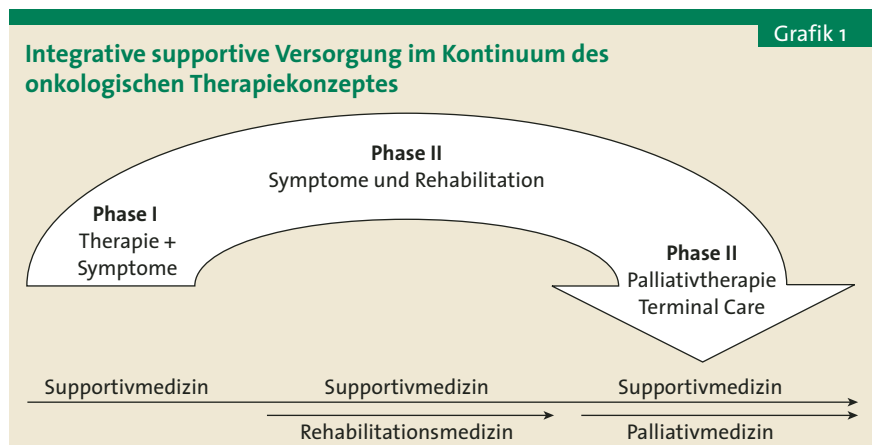 Grafik 1
Integrative supportive Versorgung im Kontinuum des
onkologischen Therapiekonzeptes
Phase II
Symptome und Rehabilitation
Phase I
Therapie +
Symptome
Phase II
Palliativtherapie
Terminal Care
Supportivmedizin
Supportivmedizin
Supportivmedizin
Rehabilitationsmedizin
Palliativmedizin